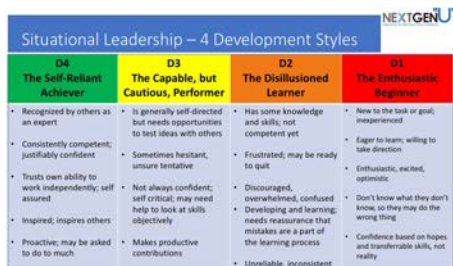 NEXTGEN"U"
Situational Leadership – 4 Development Styles
D4
The Self-Reliant
Achiever
• Recognized by others as
an expert
• Consistently competent;
justifiably confident
• Trusts own ability to
work independently; self
assured
• Inspired; inspires others
• Proactive; may be asked
to do to much
D3
The Capable, but
Cautious, Performer
• Is generally self-directed
but needs opportunities
to test ideas with others
• Sometimes hesitant,
unsure tentative
• Not always confident;
self critical; may need
help to look at skills
objectively
• Makes productive
contributions
D2
The Disillusioned
Learner
• Has some knowledge
and skills; not
competent yet
• Frustrated; may be ready
to quit
• Discouraged,
overwhelmed, confused
• Developing and learning;
needs reassurance that
mistakes are a part of
the learning process
• Unreliable, inconsistent
D1
The Enthusiastic
Beginner
• New to the task or goal;
inexperienced
• Eager to learn; willing to
take direction
• Enthusiastic, excited,
optimistic
• Don't know what they don't
know, so they may do the
wrong thing
• Confidence based on hopes
and transferrable skills, not
reality